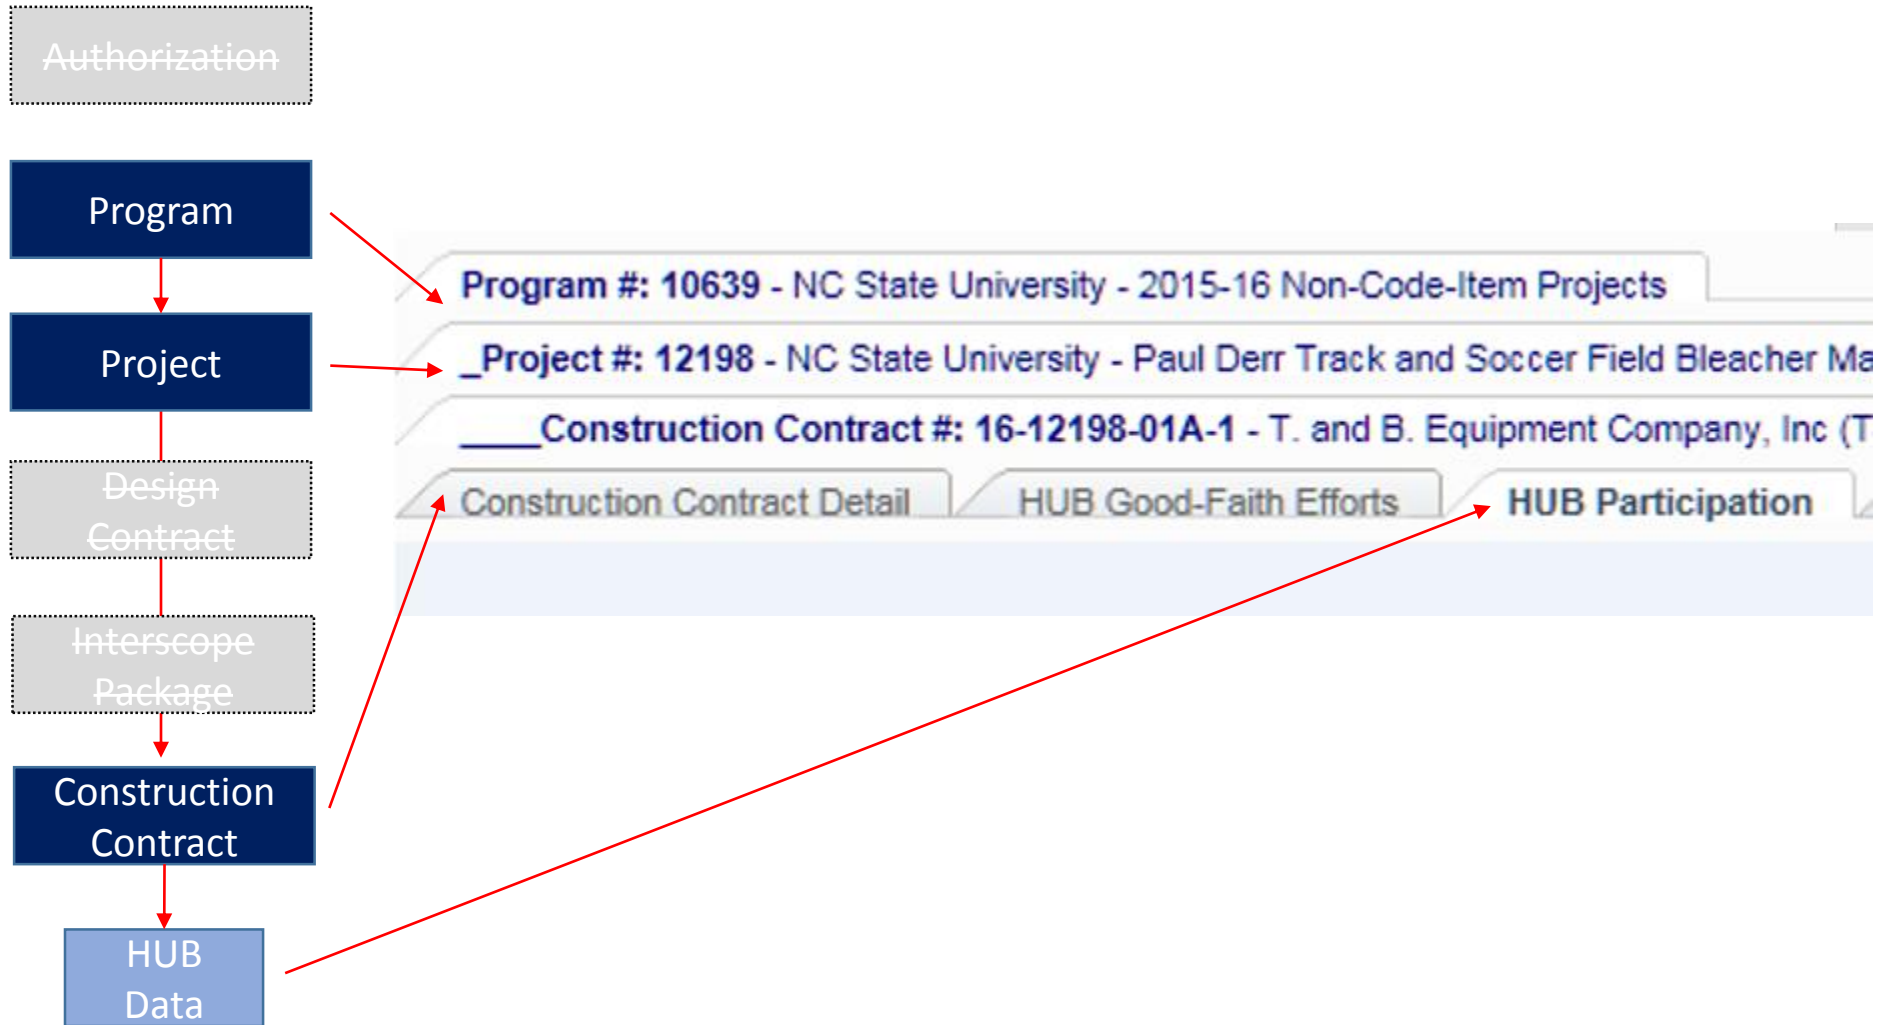 Authorization
Program
Project
Design
Contract
Interscope
Package
Construction
Contract
HUB
Data
Program #: 10639 - NC State University - 2015-16 Non-Code-Item Projects
_Project #: 12198 - NC State University - Paul Derr Track and Soccer Field Bleacher Ma
____Construction Contract #: 16-12198-01A-1 - T. and B. Equipment Company, Inc (T
Construction Contract Detail
HUB Good-Faith Efforts
HUB Participation